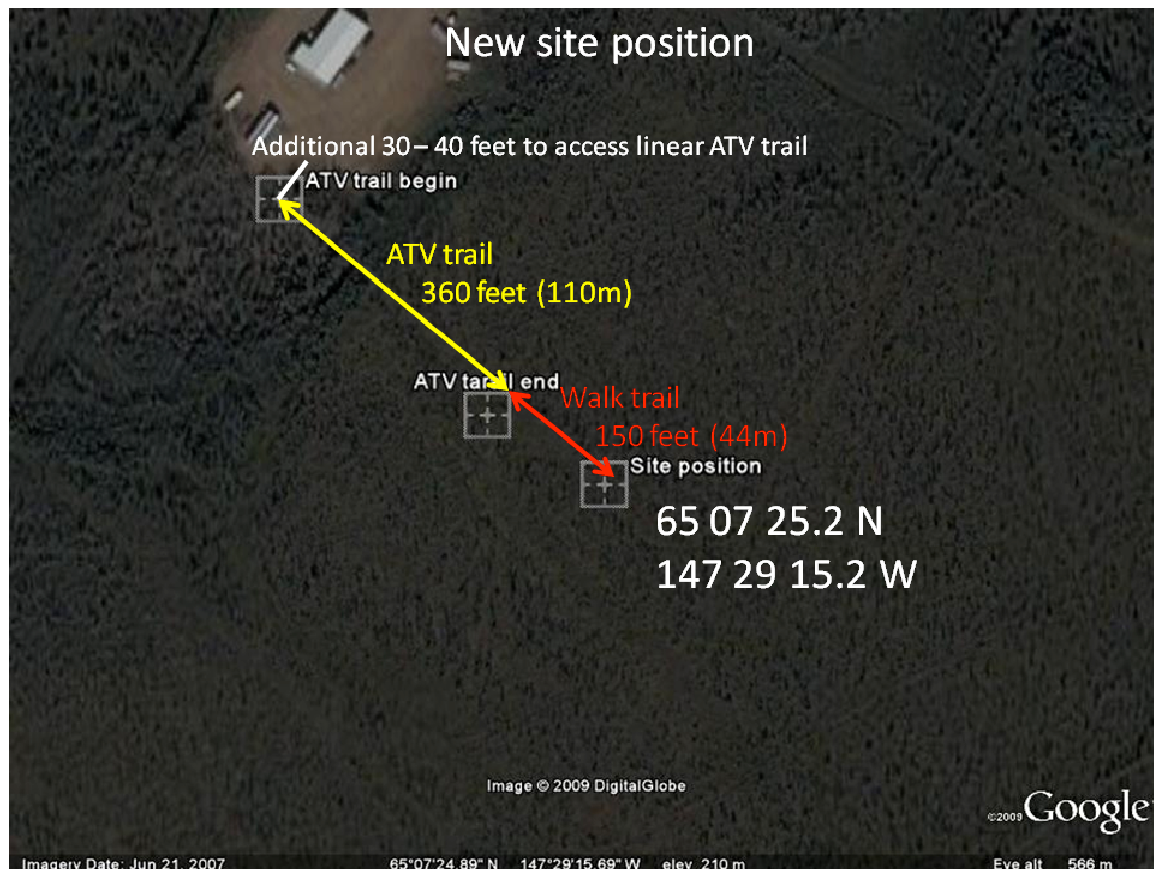 New site position
Additional 30 – 40 feet to access linear ATV trail
ATV trail begin
ATV trail
360 feet (110m)
ATV tarail end
Walk trail
150 feet (44m)
Site position
65 07 25.2 N
147 29 15.2 W
Image © 2009 DigitalGlobe
©2009 Google
Imagery Date: Jun 21, 2007 65°07'24.89" N 147°29'15.69" W elev 210 m Eye alt 566 m